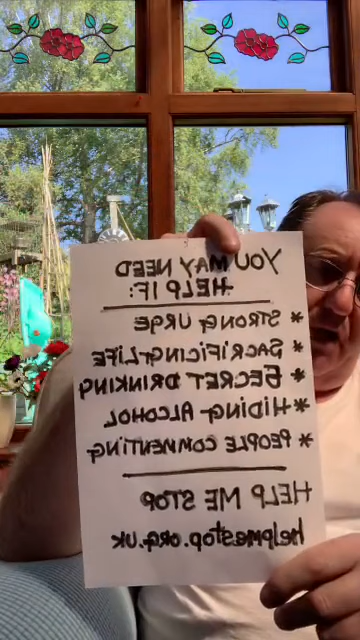 YOU MAY NEED
HELP IF:
* STRONG URGE
* SACRIFICING LIFE
* SECRET DRINKING
* HIDING ALCOHOL
* PEOPLE COMMENTING
HELP ME STOP
helpmestop.org.uk